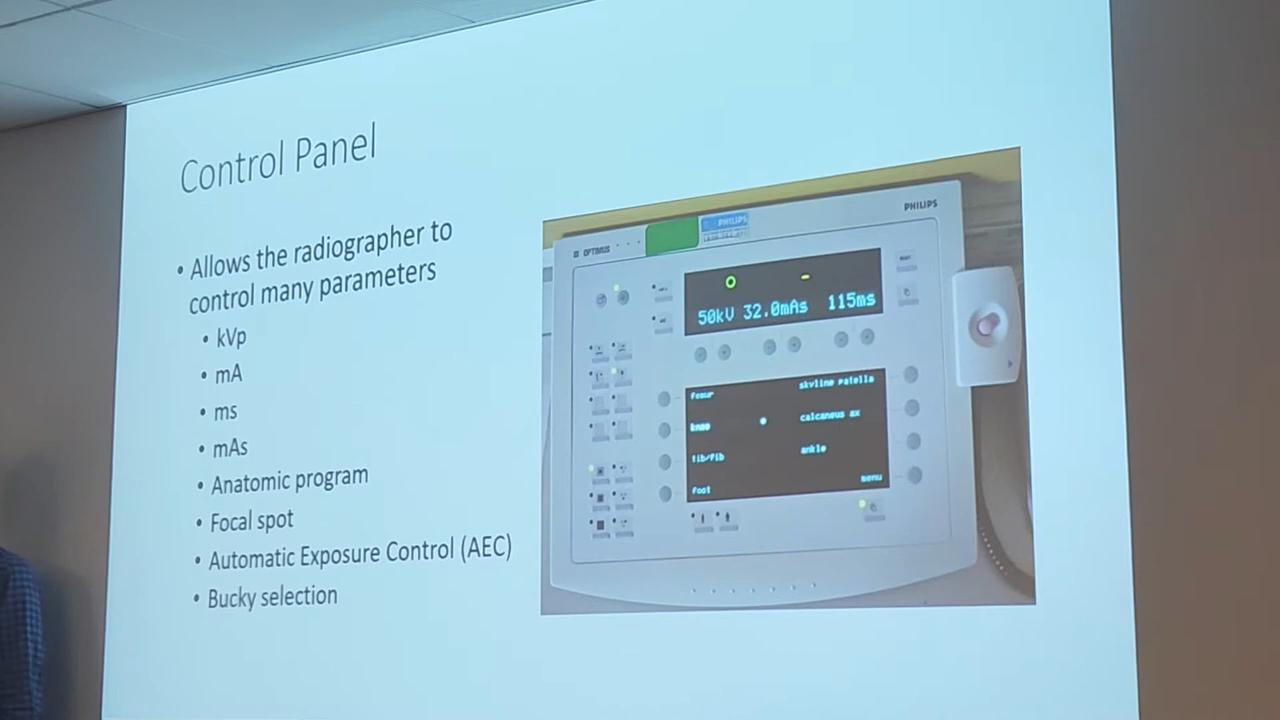 Control Panel
• Allows the radiographer to
control many parameters
• kVp
• mA
• ms
• mAs
• Anatomic program
• Focal spot
• Automatic Exposure Control (AEC)
• Bucky selection
PHILIPS
OPTIMUS
PHILIPS
50kV 32.0mAs 115ms
femur
skyline patella
knee
calcaneus ax
tib/fib
ankle
foot
menu